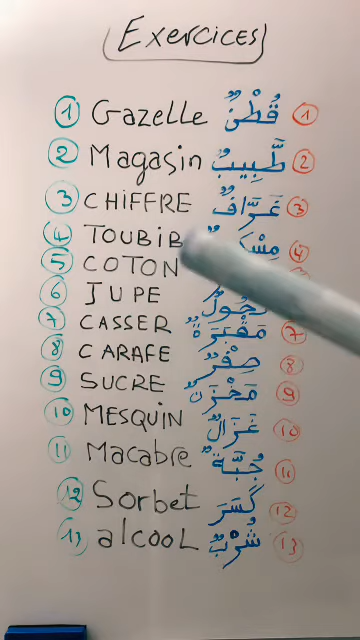 Exercices
1 Gazelle قُطْنٌ 1
2 Magasin طَّبِيبٌ 2
3 CHiFFRE غَرَّافٌ 3
4 TOUBiB 4
5 COTON
6 JUPE
7 CASSER مَقْبَرَةٌ 7
8 CARAFE صِفْرٌ 8
9 SUCRE مَخْزَنٌ 9
10 MESQUIN غَزَالٌ 10
11 Macabre جُبَّةٌ 11
12 Sorbet كَسَرَ 12
13 alcooL شُرْبٌ 13